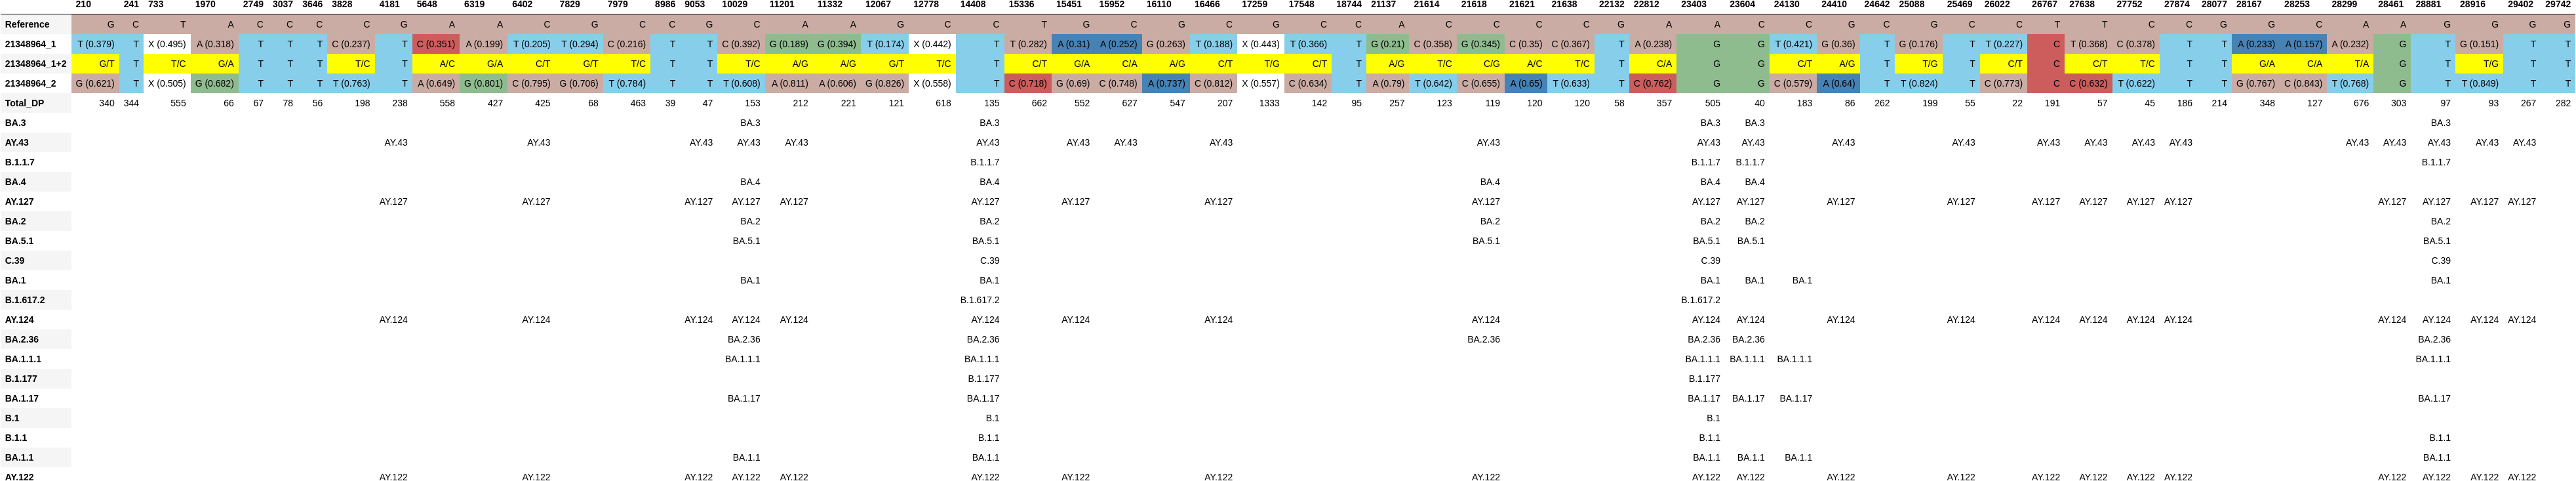 210 241 733 1970 2749 3037 3646 3828 4181 5648 6319 6402 7829 7979 8986 9053 10029 11201 11332 12067 12778 14408 15336 15451 15952 16110 16466 17259 17548 18744 21137 21614 21618 21621 21638 22132 22812 23403 23604 24130 24410 24642 25088 25469 26022 26767 27638 27752 27874 28077 28167 28253 28299 28461 28881 28916 29402 29742
Reference G C T A C C C C G A A C G C C G C A A G C C T G C G C G C C A C C C C G A A C C G C G C C T T C C G G C A A G G G G
21348964_1 T (0.379) T X (0.495) A (0.318) T T T C (0.237) T C (0.351) A (0.199) T (0.205) T (0.294) C (0.216) T T C (0.392) G (0.189) G (0.394) T (0.174) X (0.442) T T (0.282) A (0.31) A (0.252) G (0.263) T (0.188) X (0.443) T (0.366) T G (0.21) C (0.358) G (0.345) C (0.35) C (0.367) T A (0.238) G G T (0.421) G (0.36) T G (0.176) T T (0.227) C T (0.368) C (0.378) T T A (0.233) A (0.157) A (0.232) G T G (0.151) T T
21348964_1+2 G/T T T/C G/A T T T T/C T A/C G/A C/T G/T T/C T T T/C A/G A/G G/T T/C T C/T G/A C/A A/G C/T T/G C/T T A/G T/C C/G A/C T/C T C/A G G C/T A/G T T/G T C/T C C/T T/C T T G/A C/A T/A G T T/G T T
21348964_2 G (0.621) T X (0.505) G (0.682) T T T T (0.763) T A (0.649) G (0.801) C (0.795) G (0.706) T (0.784) T T T (0.608) A (0.811) A (0.606) G (0.826) T (0.558) T C (0.718) G (0.69) C (0.748) A (0.737) C (0.812) X (0.557) C (0.634) T A (0.79) T (0.642) C (0.655) A (0.65) T (0.633) T C (0.762) G G C (0.579) A (0.64) T T (0.824) T C (0.773) C C (0.632) T (0.622) T T G (0.767) C (0.843) T (0.768) G T T (0.849) T T
Total_DP 340 344 555 66 67 78 56 198 238 558 427 425 68 463 39 47 153 212 221 121 618 135 662 552 627 547 207 1333 142 95 257 123 119 120 120 58 357 505 40 183 86 262 199 55 22 191 57 45 186 214 348 127 676 303 97 93 267 282
BA.3 BA.3 BA.3 BA.3 BA.3 BA.3
AY.43 AY.43 AY.43 AY.43 AY.43 AY.43 AY.43 AY.43 AY.43 AY.43 AY.43 AY.43 AY.43 AY.43 AY.43 AY.43 AY.43 AY.43 AY.43 AY.43 AY.43 AY.43 AY.43 AY.43
B.1.1.7 B.1.1.7 B.1.1.7 B.1.1.7 B.1.1.7
BA.4 BA.4 BA.4 BA.4 BA.4 BA.4
AY.127 AY.127 AY.127 AY.127 AY.127 AY.127 AY.127 AY.127 AY.127 AY.127 AY.127 AY.127 AY.127 AY.127 AY.127 AY.127 AY.127 AY.127 AY.127 AY.127 AY.127 AY.127
BA.2 BA.2 BA.2 BA.2 BA.2 BA.2 BA.2
BA.5.1 BA.5.1 BA.5.1 BA.5.1 BA.5.1 BA.5.1 BA.5.1
C.39 C.39 C.39 C.39
BA.1 BA.1 BA.1 BA.1 BA.1 BA.1 BA.1
B.1.617.2 B.1.617.2 B.1.617.2
AY.124 AY.124 AY.124 AY.124 AY.124 AY.124 AY.124 AY.124 AY.124 AY.124 AY.124 AY.124 AY.124 AY.124 AY.124 AY.124 AY.124 AY.124 AY.124 AY.124 AY.124 AY.124
BA.2.36 BA.2.36 BA.2.36 BA.2.36 BA.2.36 BA.2.36 BA.2.36
BA.1.1.1 BA.1.1.1 BA.1.1.1 BA.1.1.1 BA.1.1.1 BA.1.1.1 BA.1.1.1
B.1.177 B.1.177 B.1.177
BA.1.17 BA.1.17 BA.1.17 BA.1.17 BA.1.17 BA.1.17 BA.1.17
B.1 B.1 B.1
B.1.1 B.1.1 B.1.1 B.1.1
BA.1.1 BA.1.1 BA.1.1 BA.1.1 BA.1.1 BA.1.1 BA.1.1
AY.122 AY.122 AY.122 AY.122 AY.122 AY.122 AY.122 AY.122 AY.122 AY.122 AY.122 AY.122 AY.122 AY.122 AY.122 AY.122 AY.122 AY.122 AY.122 AY.122 AY.122 AY.122